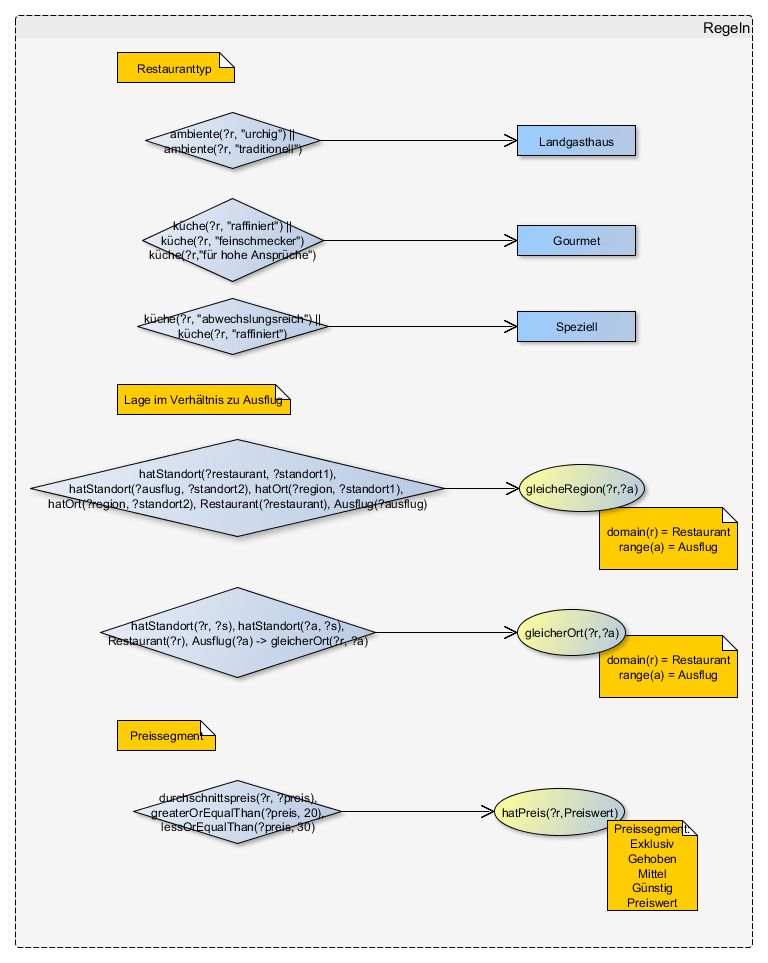 Regeln
Restauranttyp
ambiente(?r, "urchig") ||
ambiente(?r, "traditionell")
Landgasthaus
küche(?r, "raffiniert") ||
küche(?r, "feinschmecker")
küche(?r,"für hohe Ansprüche")
Gourmet
küche(?r, "abwechslungsreich") ||
küche(?r, "raffiniert")
Speziell
Lage im Verhältnis zu Ausflug
hatStandort(?restaurant, ?standort1),
hatStandort(?ausflug, ?standort2), hatOrt(?region, ?standort1),
hatOrt(?region, ?standort2), Restaurant(?restaurant), Ausflug(?ausflug)
gleicheRegion(?r,?a)
domain(r) = Restaurant
range(a) = Ausflug
hatStandort(?r, ?s), hatStandort(?a, ?s),
Restaurant(?r), Ausflug(?a) -> gleicherOrt(?r, ?a)
gleicherOrt(?r,?a)
domain(r) = Restaurant
range(a) = Ausflug
Preissegment
durchschnittspreis(?r, ?preis),
greaterOrEqualThan(?preis, 20),
lessOrEqualThan(?preis, 30)
hatPreis(?r,Preiswert)
Preissegment:
Exklusiv
Gehoben
Mittel
Günstig
Preiswert